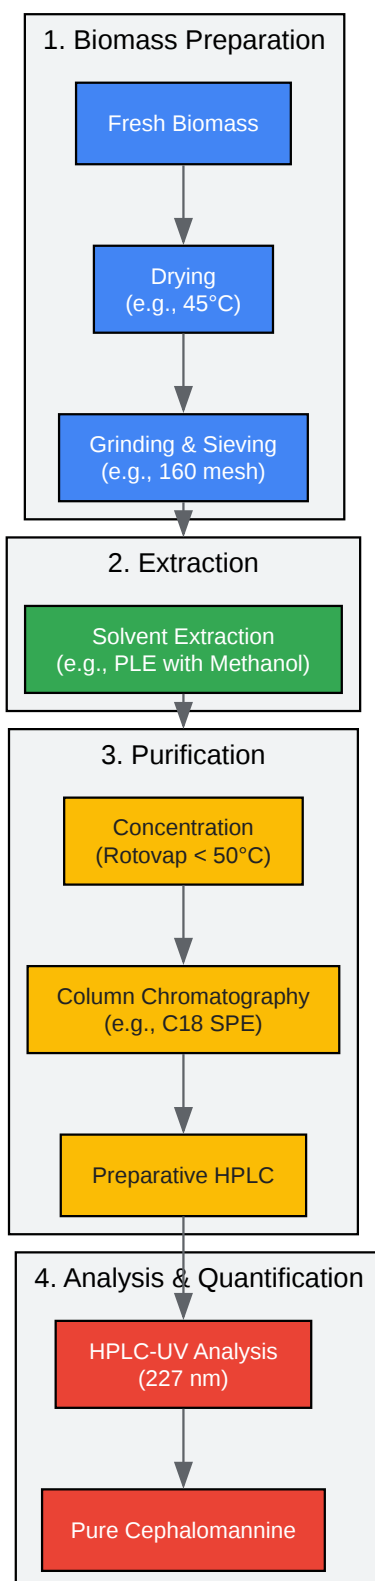 1. Biomass Preparation
Fresh Biomass
Drying
(e.g., 45°C)
Grinding & Sieving
(e.g., 160 mesh)
2. Extraction
Solvent Extraction
(e.g., PLE with Methanol)
3. Purification
Concentration
(Rotovap < 50°C)
Column Chromatography
(e.g., C18 SPE)
Preparative HPLC
4. Analysis & Quantification
HPLC-UV Analysis
(227 nm)
Pure Cephalomannine